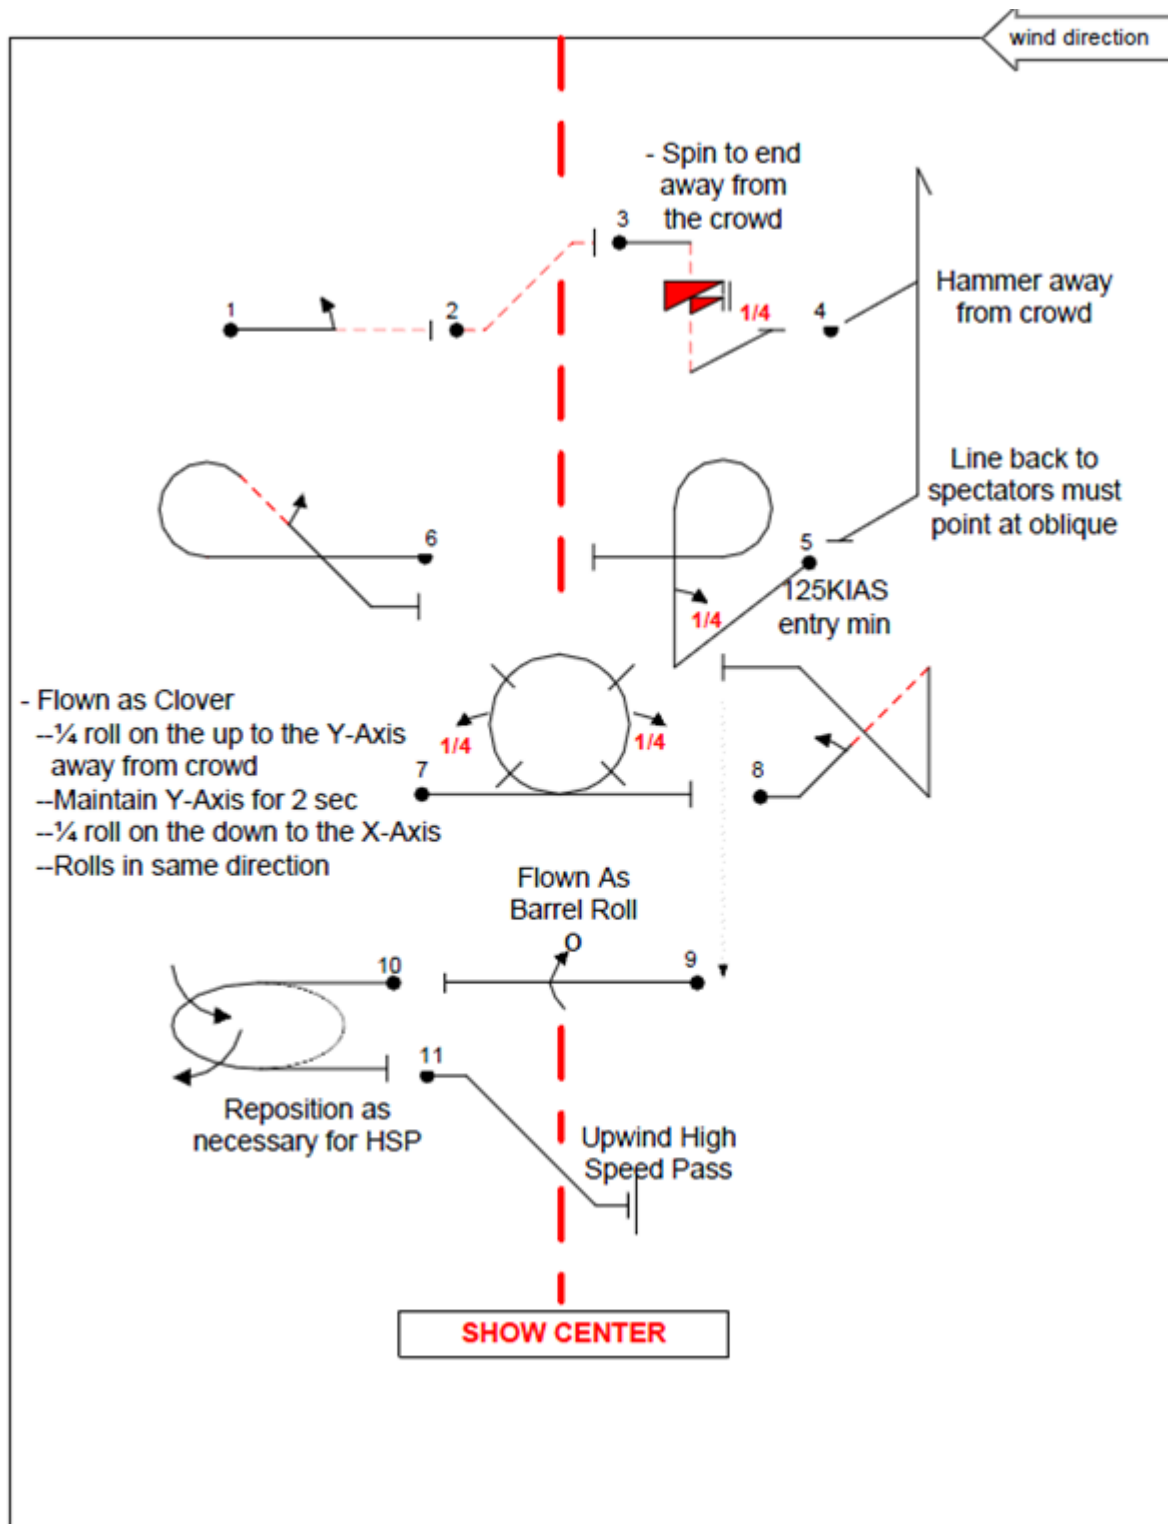 wind direction
- Spin to end
away from
the crowd
3
1
2
1/4
4
Hammer away
from crowd
Line back to
spectators must
point at oblique
6
5
125KIAS
entry min
1/4
- Flown as Clover
--¼ roll on the up to the Y-Axis
away from crowd
--Maintain Y-Axis for 2 sec
--¼ roll on the down to the X-Axis
--Rolls in same direction
1/4
1/4
7
8
Flown As
Barrel Roll
O
10
9
11
Reposition as
necessary for HSP
Upwind High
Speed Pass
SHOW CENTER